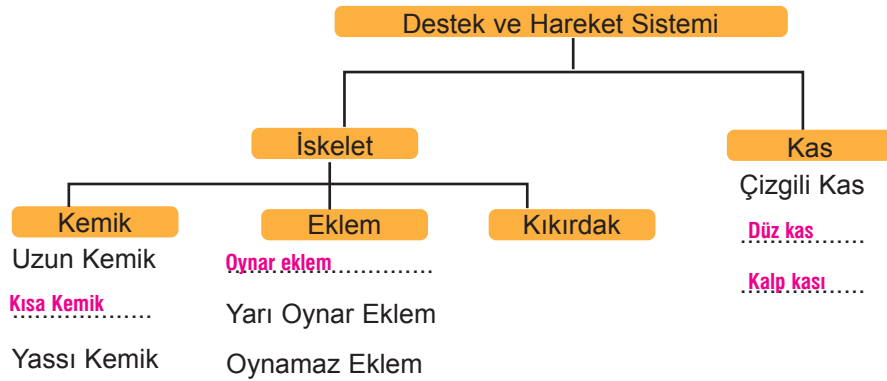 Destek ve Hareket Sistemi
İskelet
Kas
Çizgili Kas
Düz kas
Kalp kası
Kemik
Uzun Kemik
Kısa Kemik
Yassı Kemik
Eklem
Oynar eklem
Yarı Oynar Eklem
Oynamaz Eklem
Kıkırdak